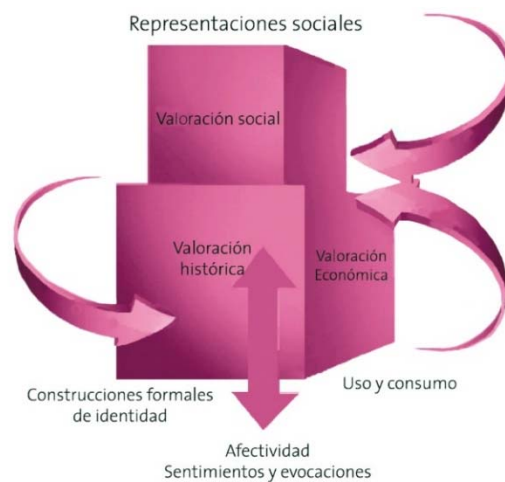 Representaciones sociales
Valoración social
Valoración
histórica
Valoración
Económica
Construcciones formales
de identidad
Uso y consumo
Afectividad
Sentimientos y evocaciones